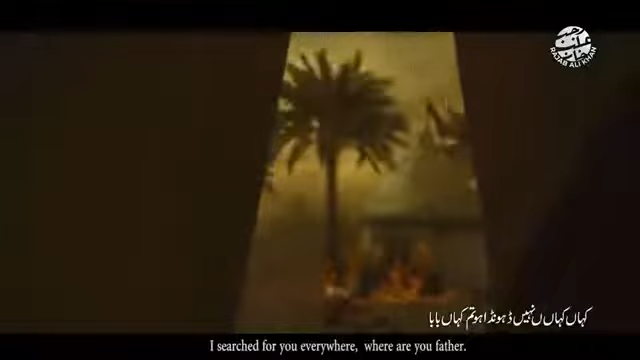 RAJAB ALI KHAN
کہاں کہاں نہیں ڈھونڈا ہو تم کہاں بابا
I searched for you everywhere, where are you father.